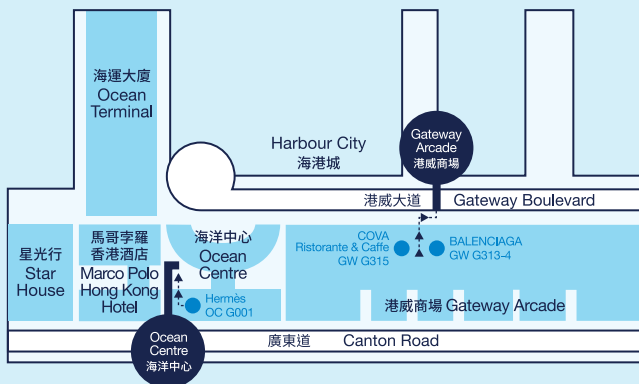 海運大廈
Ocean
Terminal
Harbour City
海港城
Gateway
Arcade
港威商場
港威大道 Gateway Boulevard
星光行
Star
House
馬哥孛羅
香港酒店
Marco Polo
Hong Kong
Hotel
海洋中心
Ocean
Centre
Hermès
OC G001
COVA
Ristorante & Caffe
GW G315
BALENCIAGA
GW G313-4
港威商場 Gateway Arcade
Ocean
Centre
海洋中心
廣東道 Canton Road